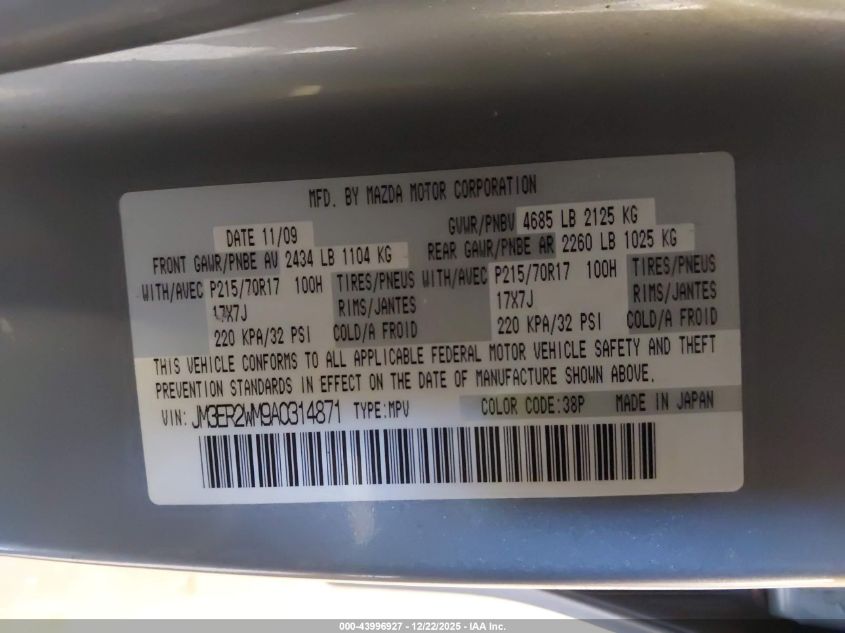 MFD. BY MAZDA MOTOR CORPORATION
DATE 11/09 GVWR/PNBV 4685 LB 2125 KG
FRONT GAWR/PNBE AV 2434 LB 1104 KG REAR GAWR/PNBE AR 2260 LB 1025 KG
WITH/AVEC P215/70R17 100H TIRES/PNEUS WITH/AVEC P215/70R17 100H TIRES/PNEUS
17X7J RIMS/JANTES 17X7J RIMS/JANTES
220 KPA/32 PSI COLD/A FROID 220 KPA/32 PSI COLD/A FROID
THIS VEHICLE CONFORMS TO ALL APPLICABLE FEDERAL MOTOR VEHICLE SAFETY AND THEFT
PREVENTION STANDARDS IN EFFECT ON THE DATE OF MANUFACTURE SHOWN ABOVE.
VIN: JM3ER2WM9A0314871 TYPE:MPV COLOR CODE:38P MADE IN JAPAN
000-43996927 - 12/22/2025 - IAA Inc.